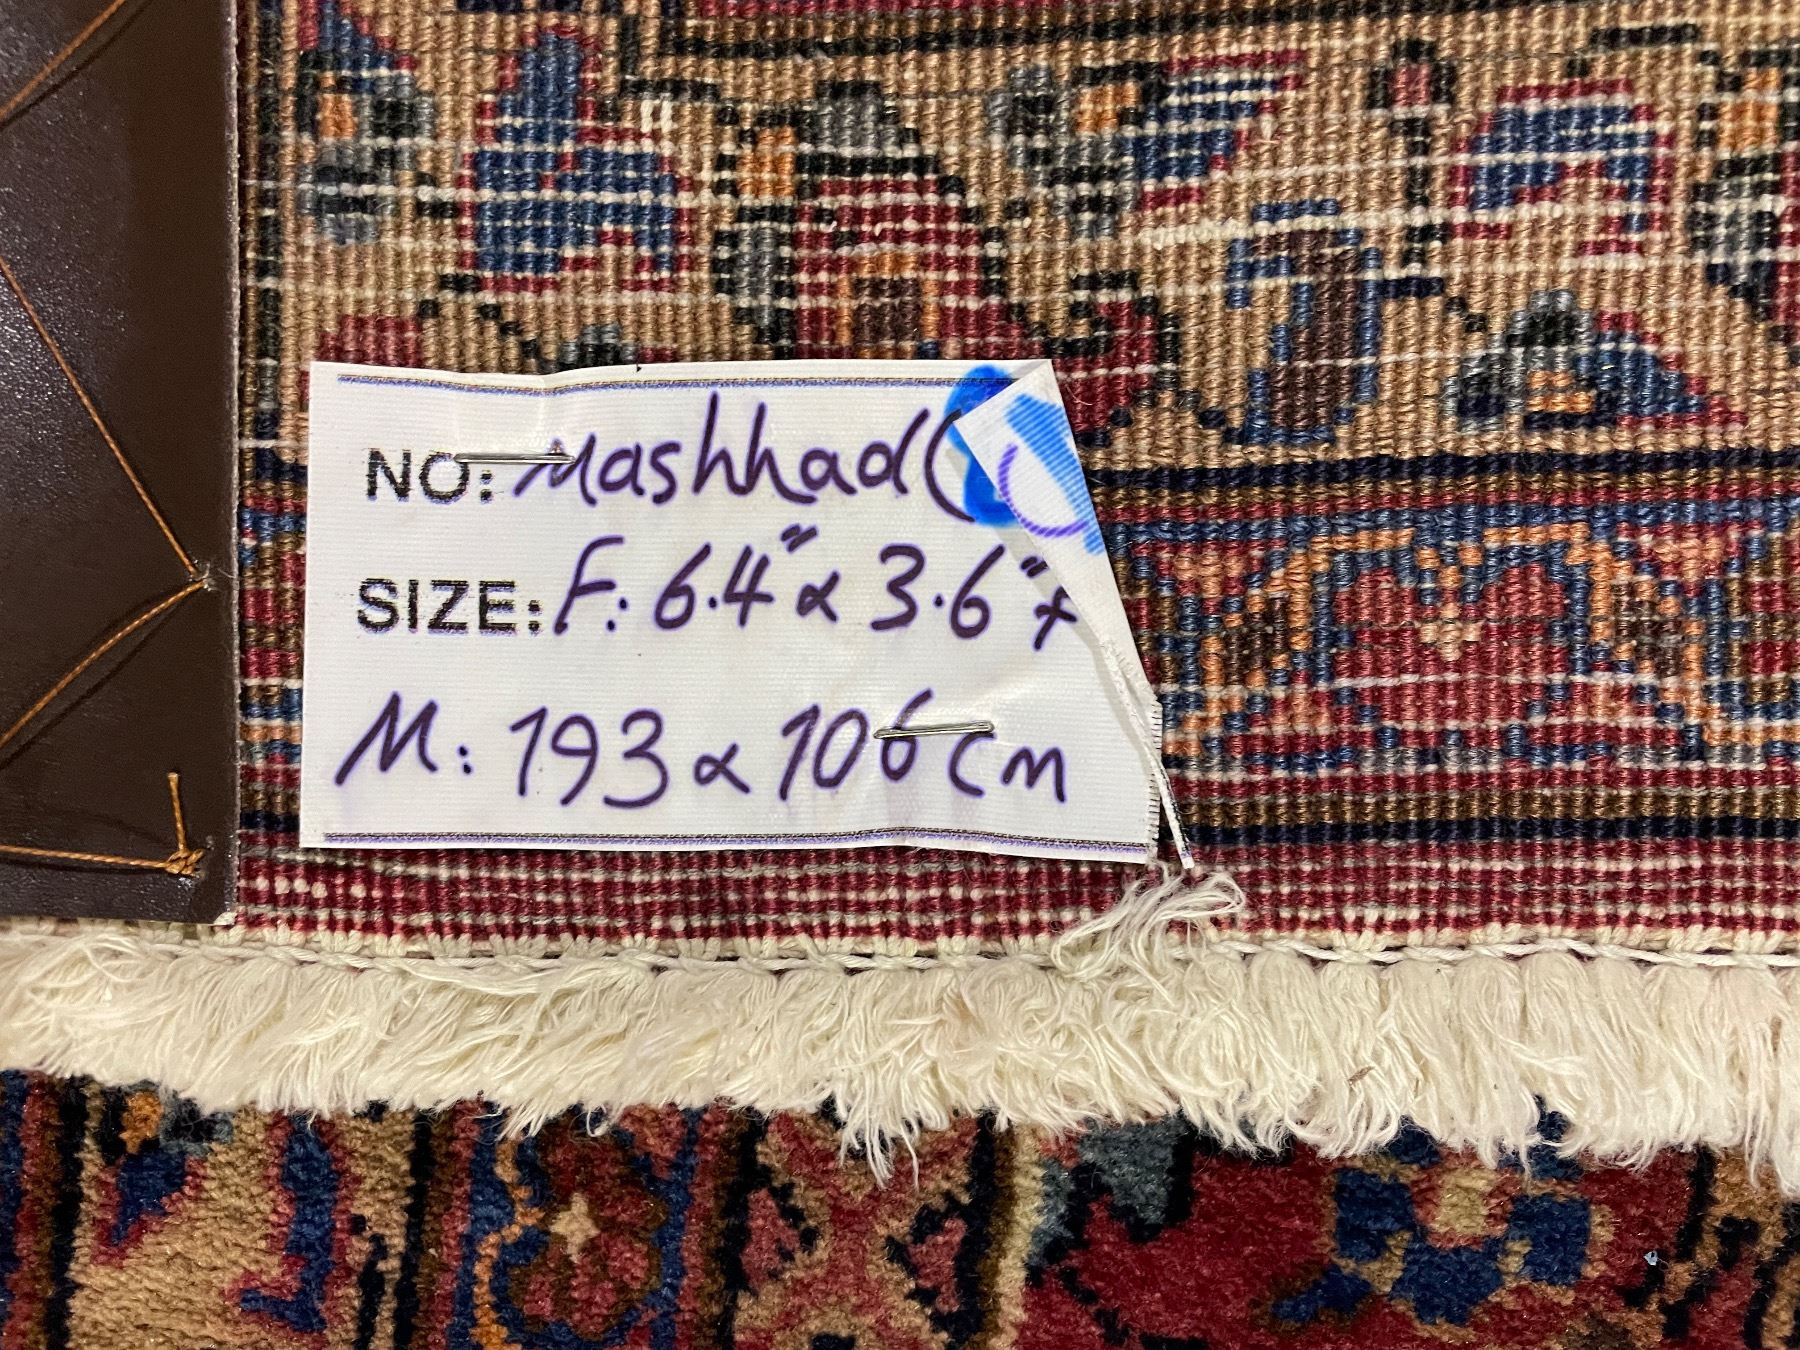 NO: Mashhad (
SIZE: F: 6.4" x 3.6"
M: 193 x 106 cm